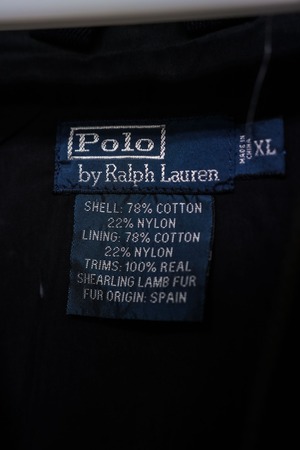 Polo
by Ralph Lauren
MADE IN
CHINA
XL
SHELL: 78% COTTON
22% NYLON
LINING: 78% COTTON
22% NYLON
TRIMS: 100% REAL
SHEARLING LAMB FUR
FUR ORIGIN: SPAIN